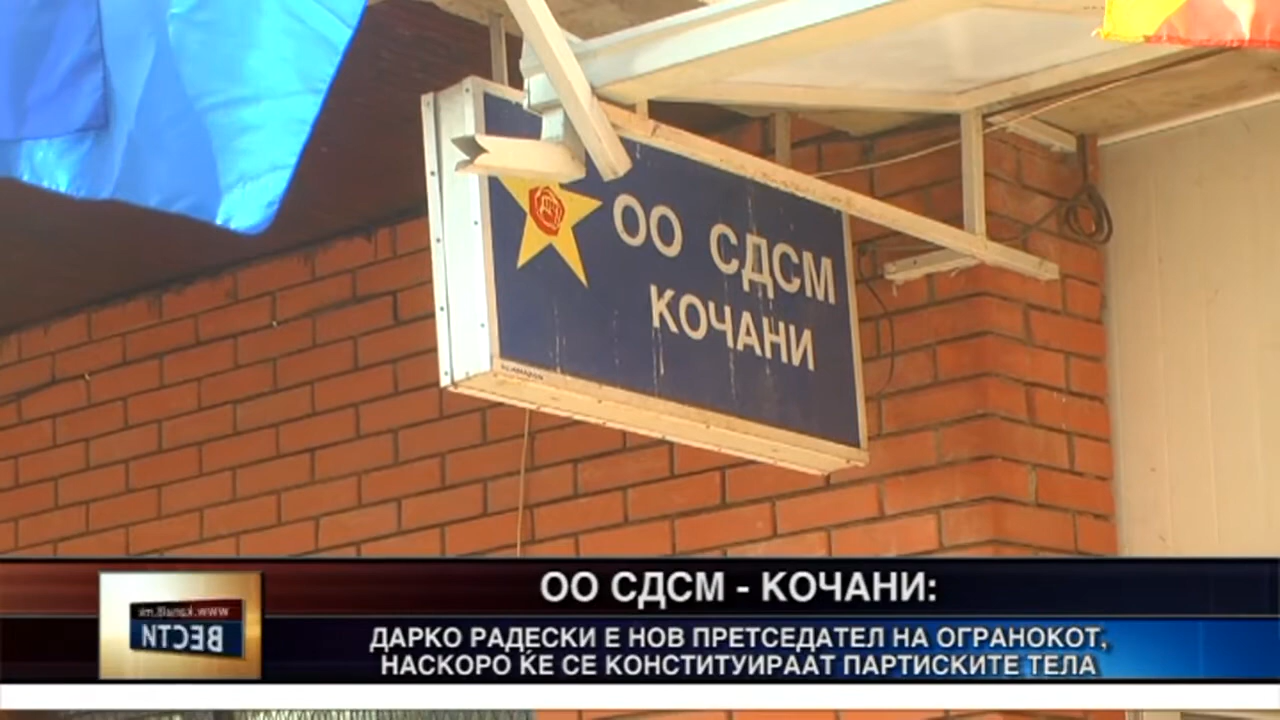 ОО СДСМ
КОЧАНИ
ОО СДСМ - КОЧАНИ:
ДАРКО РАДЕСКИ Е НОВ ПРЕТСЕДАТЕЛ НА ОГРАНОКОТ,
НАСКОРО ЌЕ СЕ КОНСТИТУИРААТ ПАРТИСКИТЕ ТЕЛА
ВЕСТИ